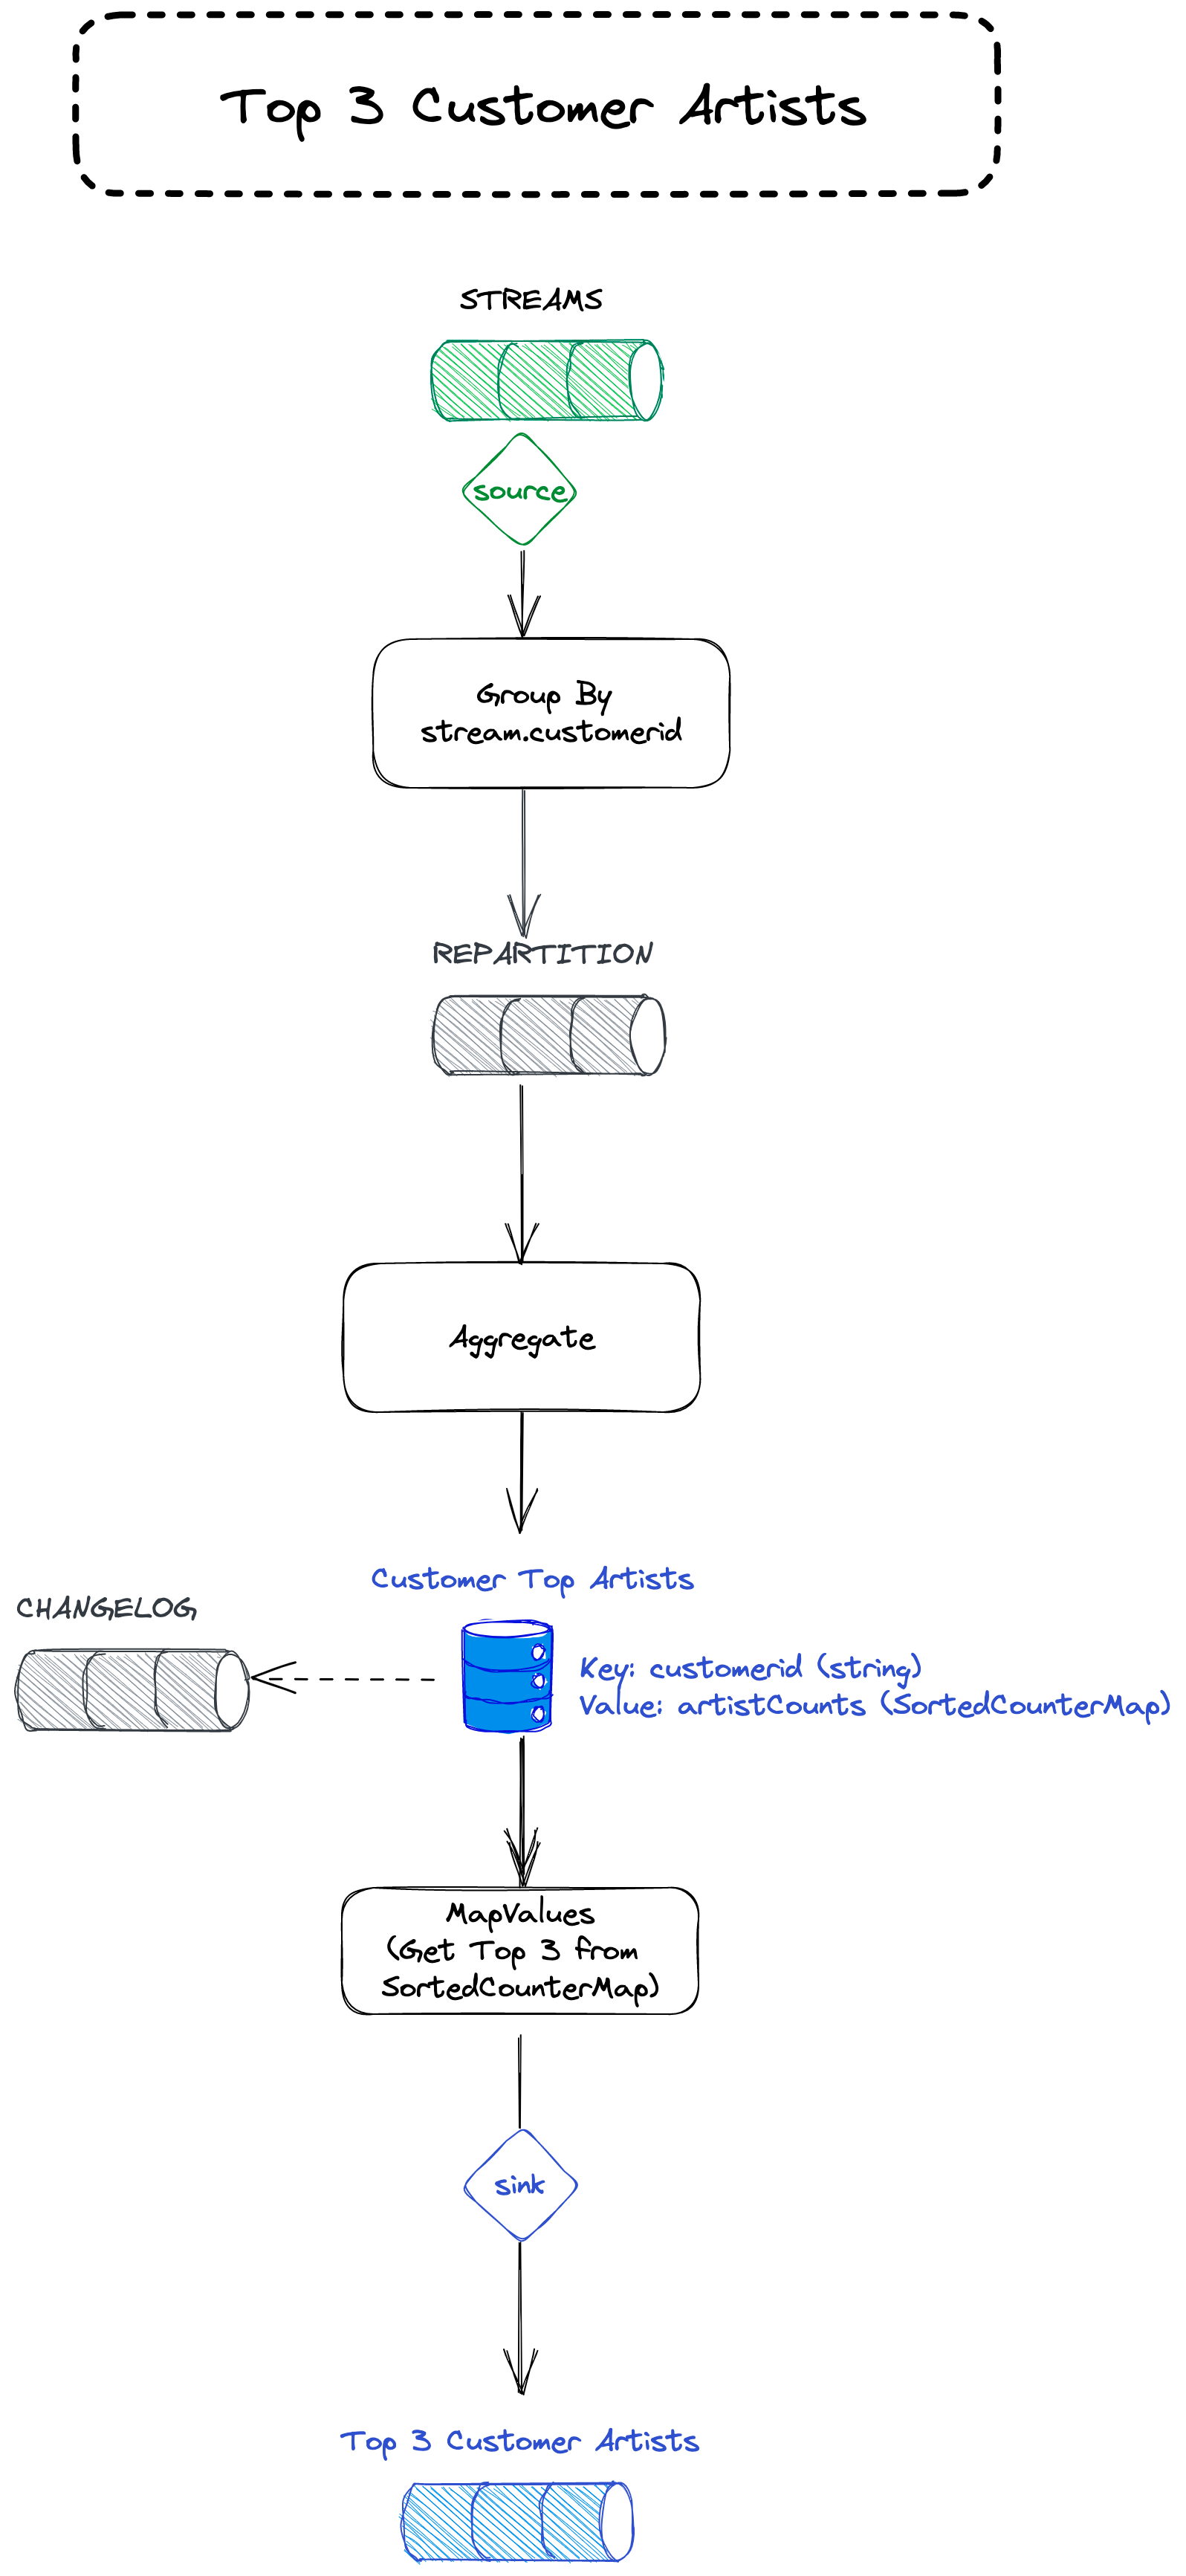 Top 3 Customer Artists
STREAMS
source
Group By
stream.customerid
REPARTITION
Aggregate
Customer Top Artists
CHANGELOG
Key: customerid (string)
Value: artistCounts (SortedCounterMap)
MapValues
(Get Top 3 from
SortedCounterMap)
sink
Top 3 Customer Artists